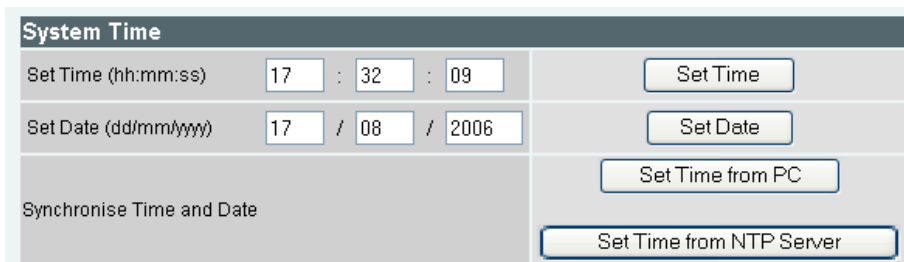 System Time
Set Time (hh:mm:ss) 17 : 32 : 09 Set Time
Set Date (dd/mm/yyyy) 17 / 08 / 2006 Set Date
Set Time from PC
Synchronise Time and Date
Set Time from NTP Server